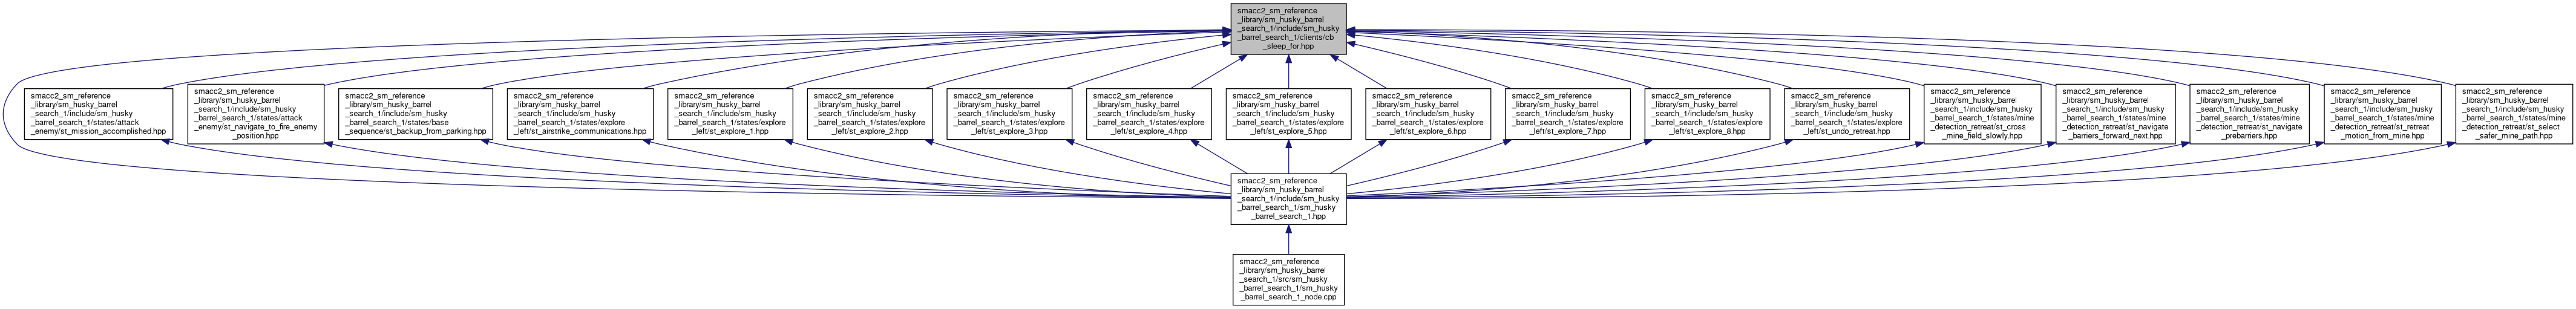 smacc2_sm_reference
_library/sm_husky_barrel
_search_1/include/sm_husky
_barrel_search_1/clients/cb
_sleep_for.hpp
smacc2_sm_reference
_library/sm_husky_barrel
_search_1/include/sm_husky
_barrel_search_1/states/attack
_enemy/st_mission_accomplished.hpp
smacc2_sm_reference
_library/sm_husky_barrel
_search_1/include/sm_husky
_barrel_search_1/states/attack
_enemy/st_navigate_to_fire_enemy
_position.hpp
smacc2_sm_reference
_library/sm_husky_barrel
_search_1/include/sm_husky
_barrel_search_1/states/base
_sequence/st_backup_from_parking.hpp
smacc2_sm_reference
_library/sm_husky_barrel
_search_1/include/sm_husky
_barrel_search_1/states/explore
_left/st_airstrike_communications.hpp
smacc2_sm_reference
_library/sm_husky_barrel
_search_1/include/sm_husky
_barrel_search_1/states/explore
_left/st_explore_1.hpp
smacc2_sm_reference
_library/sm_husky_barrel
_search_1/include/sm_husky
_barrel_search_1/states/explore
_left/st_explore_2.hpp
smacc2_sm_reference
_library/sm_husky_barrel
_search_1/include/sm_husky
_barrel_search_1/states/explore
_left/st_explore_3.hpp
smacc2_sm_reference
_library/sm_husky_barrel
_search_1/include/sm_husky
_barrel_search_1/states/explore
_left/st_explore_4.hpp
smacc2_sm_reference
_library/sm_husky_barrel
_search_1/include/sm_husky
_barrel_search_1/states/explore
_left/st_explore_5.hpp
smacc2_sm_reference
_library/sm_husky_barrel
_search_1/include/sm_husky
_barrel_search_1/states/explore
_left/st_explore_6.hpp
smacc2_sm_reference
_library/sm_husky_barrel
_search_1/include/sm_husky
_barrel_search_1/states/explore
_left/st_explore_7.hpp
smacc2_sm_reference
_library/sm_husky_barrel
_search_1/include/sm_husky
_barrel_search_1/states/explore
_left/st_explore_8.hpp
smacc2_sm_reference
_library/sm_husky_barrel
_search_1/include/sm_husky
_barrel_search_1/states/explore
_left/st_undo_retreat.hpp
smacc2_sm_reference
_library/sm_husky_barrel
_search_1/include/sm_husky
_barrel_search_1/states/mine
_detection_retreat/st_cross
_mine_field_slowly.hpp
smacc2_sm_reference
_library/sm_husky_barrel
_search_1/include/sm_husky
_barrel_search_1/states/mine
_detection_retreat/st_navigate
_barriers_forward_next.hpp
smacc2_sm_reference
_library/sm_husky_barrel
_search_1/include/sm_husky
_barrel_search_1/states/mine
_detection_retreat/st_navigate
_prebarriers.hpp
smacc2_sm_reference
_library/sm_husky_barrel
_search_1/include/sm_husky
_barrel_search_1/states/mine
_detection_retreat/st_retreat
_motion_from_mine.hpp
smacc2_sm_reference
_library/sm_husky_barrel
_search_1/include/sm_husky
_barrel_search_1/states/mine
_detection_retreat/st_select
_safer_mine_path.hpp
smacc2_sm_reference
_library/sm_husky_barrel
_search_1/include/sm_husky
_barrel_search_1/sm_husky
_barrel_search_1.hpp
smacc2_sm_reference
_library/sm_husky_barrel
_search_1/src/sm_husky
_barrel_search_1/sm_husky
_barrel_search_1_node.cpp